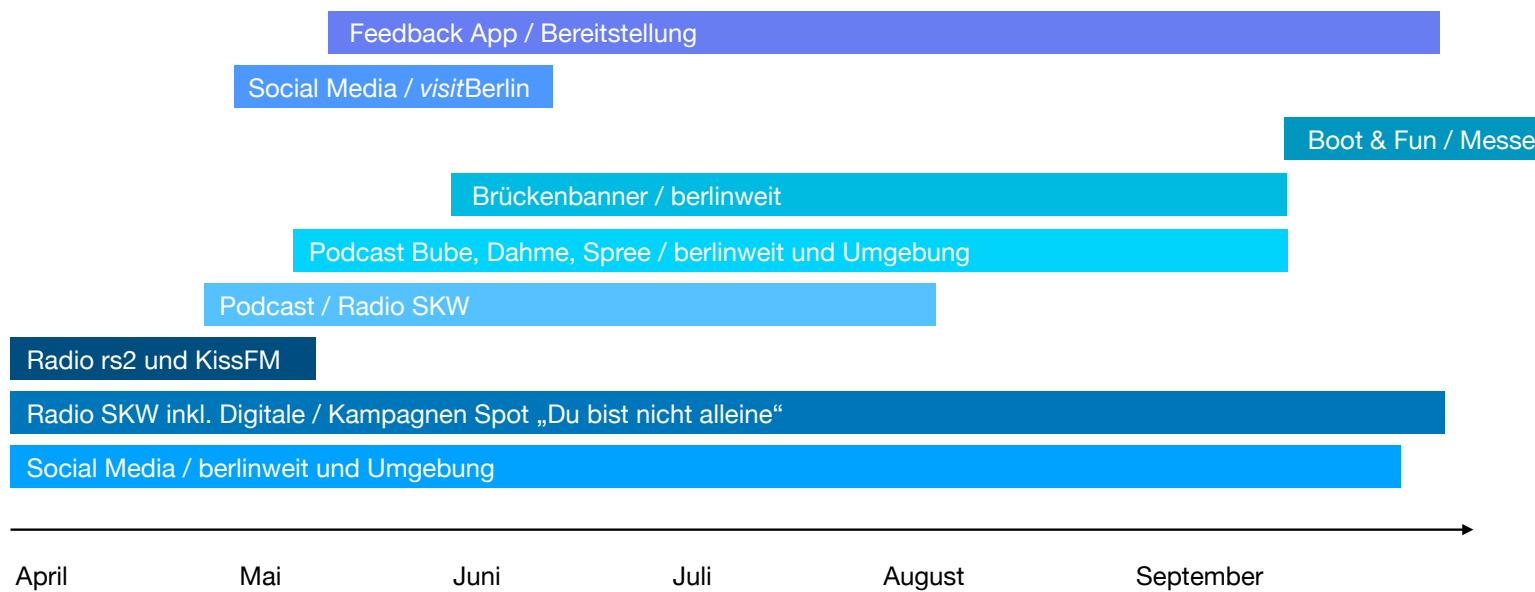 Feedback App / Bereitstellung
Social Media / visitBerlin
Boot & Fun / Messe
Brückenbanner / berlinweit
Podcast Bube, Dahme, Spree / berlinweit und Umgebung
Podcast / Radio SKW
Radio rs2 und KissFM
Radio SKW inkl. Digitale / Kampagnen Spot „Du bist nicht alleine“
Social Media / berlinweit und Umgebung
April Mai Juni Juli August September